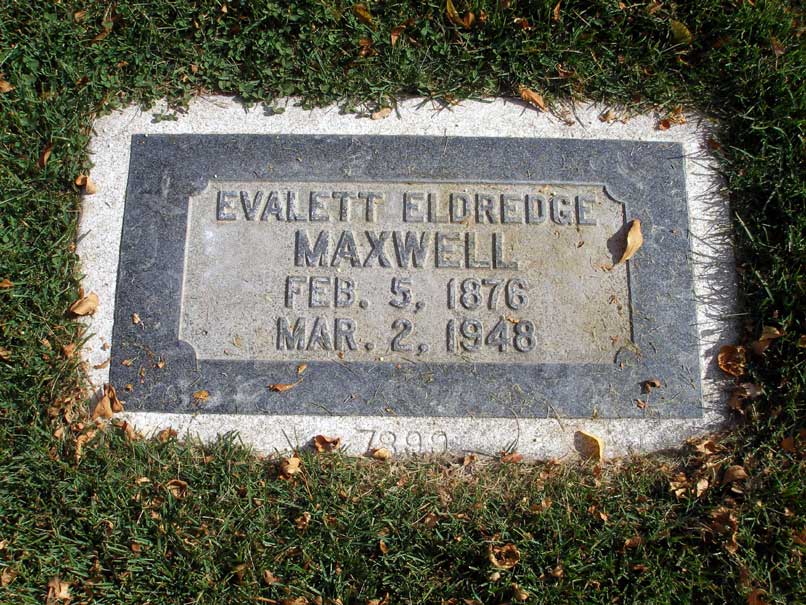 EVALETT ELDREDGE
MAXWELL
FEB. 5, 1876
MAR. 2, 1948
7899